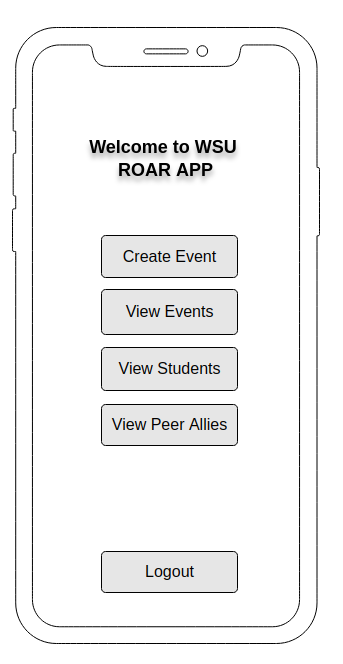 Welcome to WSU
ROAR APP
Create Event
View Events
View Students
View Peer Allies
Logout